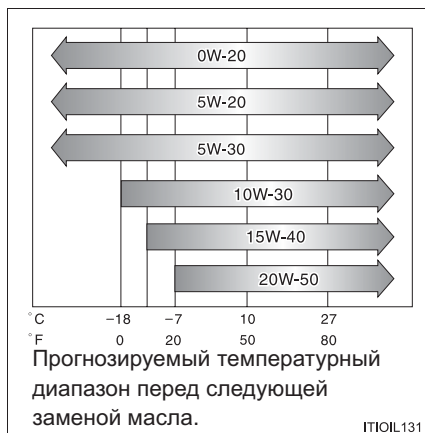 0W-20
5W-20
5W-30
10W-30
15W-40
20W-50
°C −18 −7 10 27
°F 0 20 50 80
Прогнозируемый температурный
диапазон перед следующей
заменой масла.
ITIOIL131